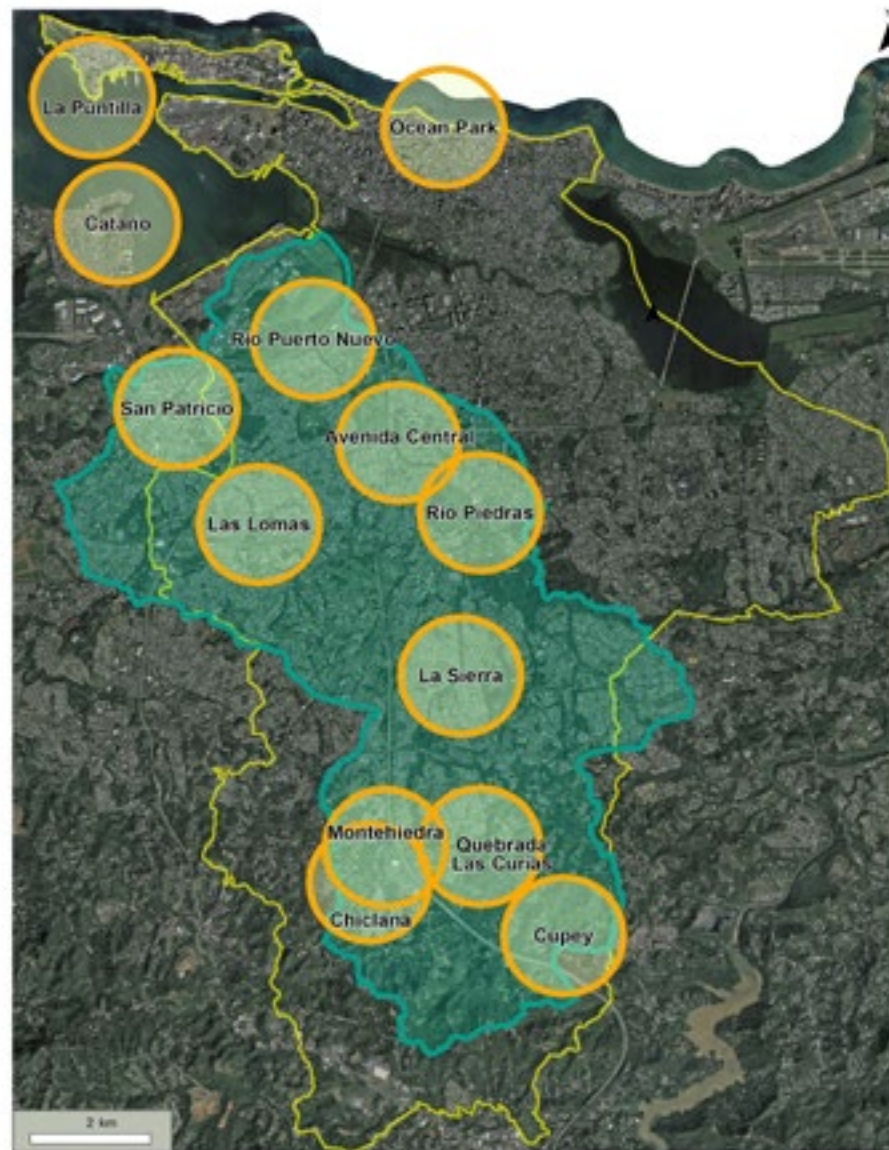 La Puntilla
Ocean Park
Catano
Rio Puerto Nuevo
San Patricio
Avenida Central
Las Lomas
Rio Piedras
La Sierra
Montehiedra
Quebrada
Las Curias
Chiclana
Cupey
2 km